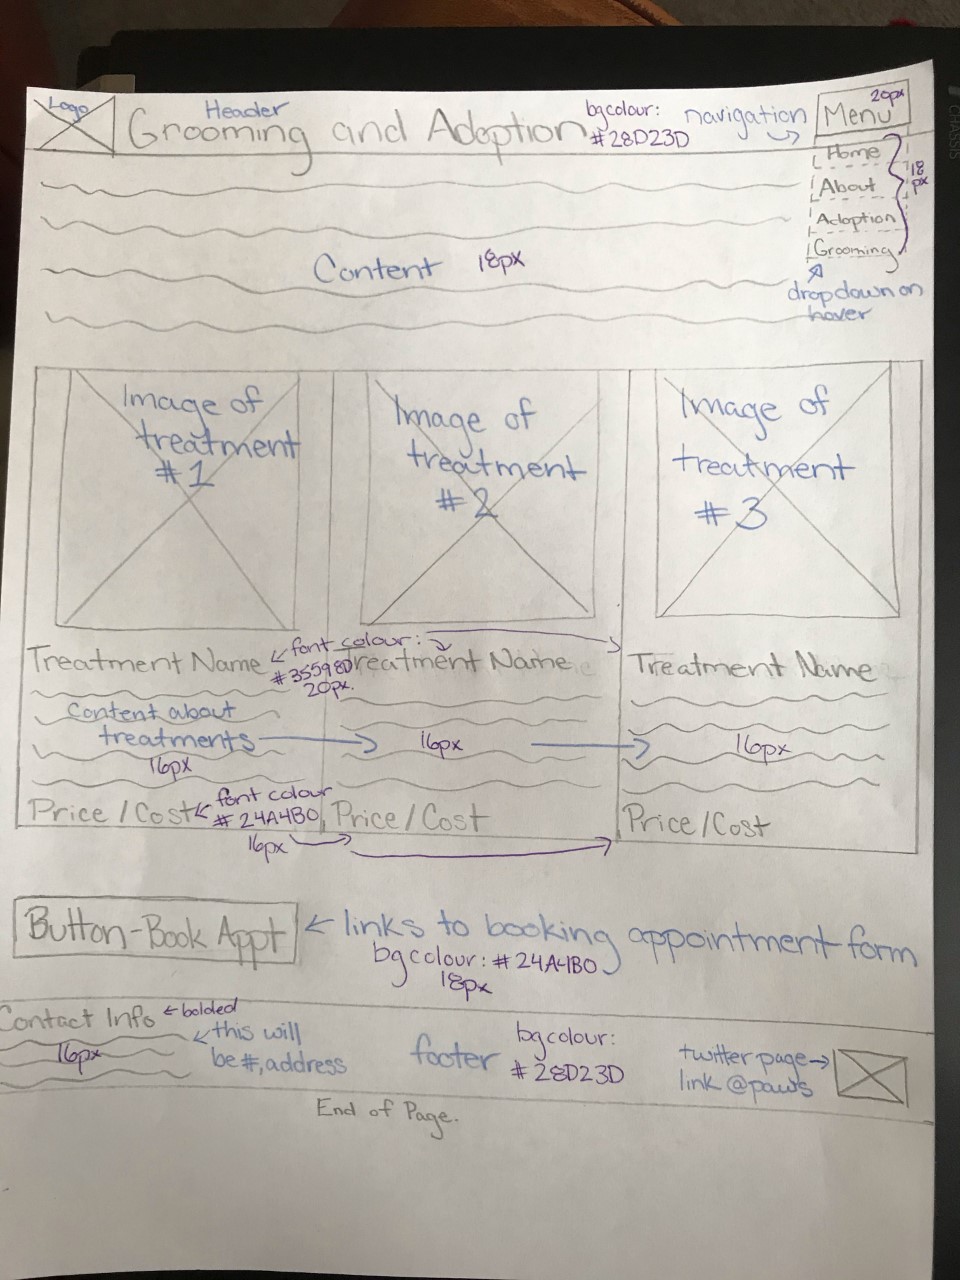 Logo
Header
Grooming and Adoption
bgcolour:
#28D23D
navigation
20px
Menu
Home
About
Adoption
Grooming
18
px
dropdown on
hover
Content 18px
Image of
treatment
#1
Image of
treatment
#2
Image of
treatment
#3
Treatment Name
font colour:
#35598D
20px.
Treatment Name
Treatment Name
Content about
treatments
16px
16px
16px
Price/Cost
font colour
#24A4B0
16px
Price/Cost
Price/Cost
Button-Book Appt
links to booking appointment form
bgcolour: #24A4B0
18px
Contact Info
bolded
16px
this will
be #, address
footer
bgcolour:
#28D23D
twitter page
link @paws
End of Page.